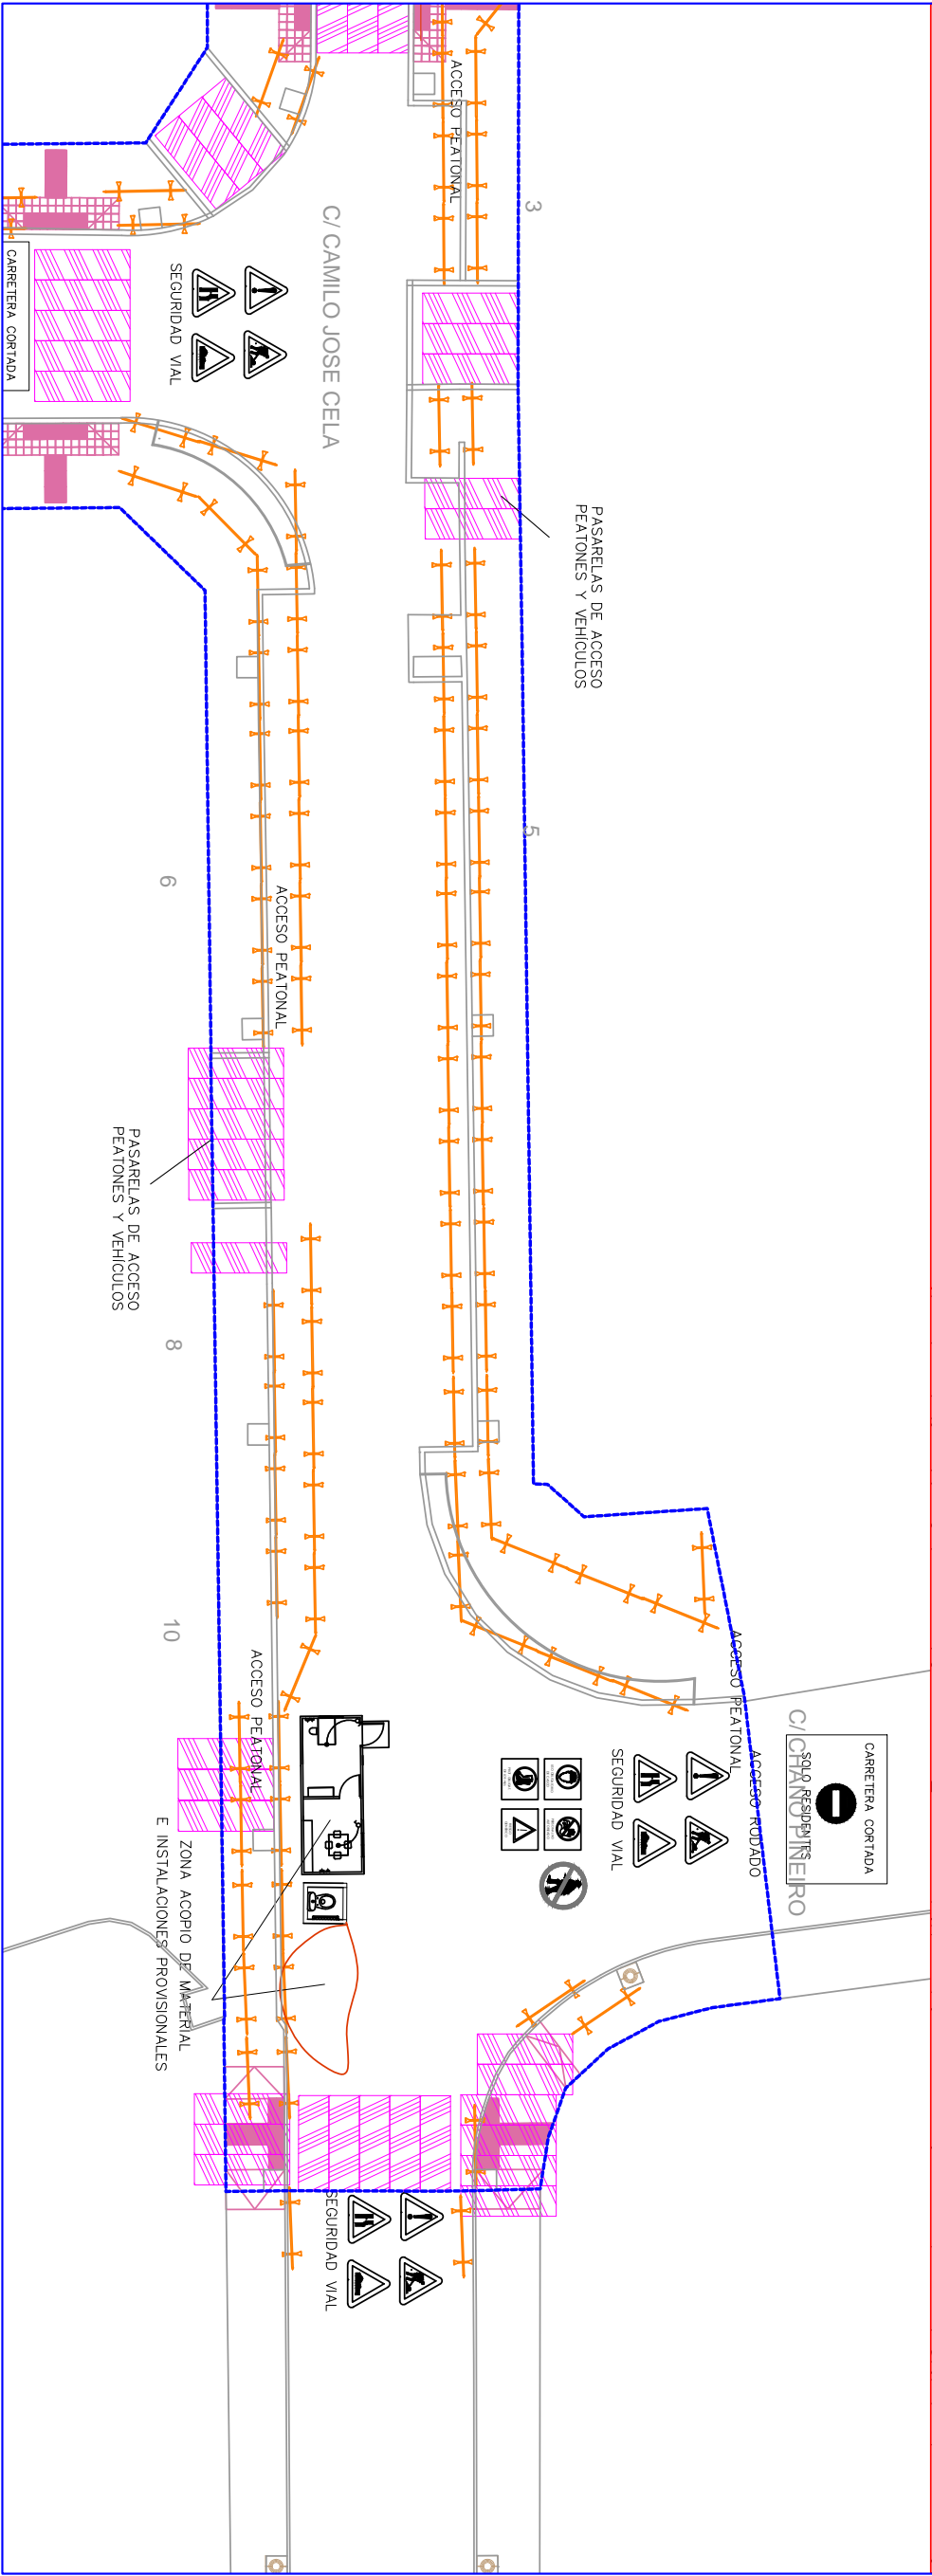 CARRETERA CORTADA
SOLO RESIDENTES
C/ CHANO PIÑEIRO
ACCESO RODADO
ACCESO PEATONAL
SEGURIDAD VIAL
PASARELAS DE ACCESO
PEATONES Y VEHÍCULOS
3
5
ACCESO PEATONAL
C/ CAMILO JOSE CELA
SEGURIDAD VIAL
CARRETERA CORTADA
ACCESO PEATONAL
SEGURIDAD VIAL
ACCESO PEATONAL
6
8
10
PASARELAS DE ACCESO
PEATONES Y VEHÍCULOS
ZONA ACOPIO DE MATERIAL
E INSTALACIONES PROVISIONALES